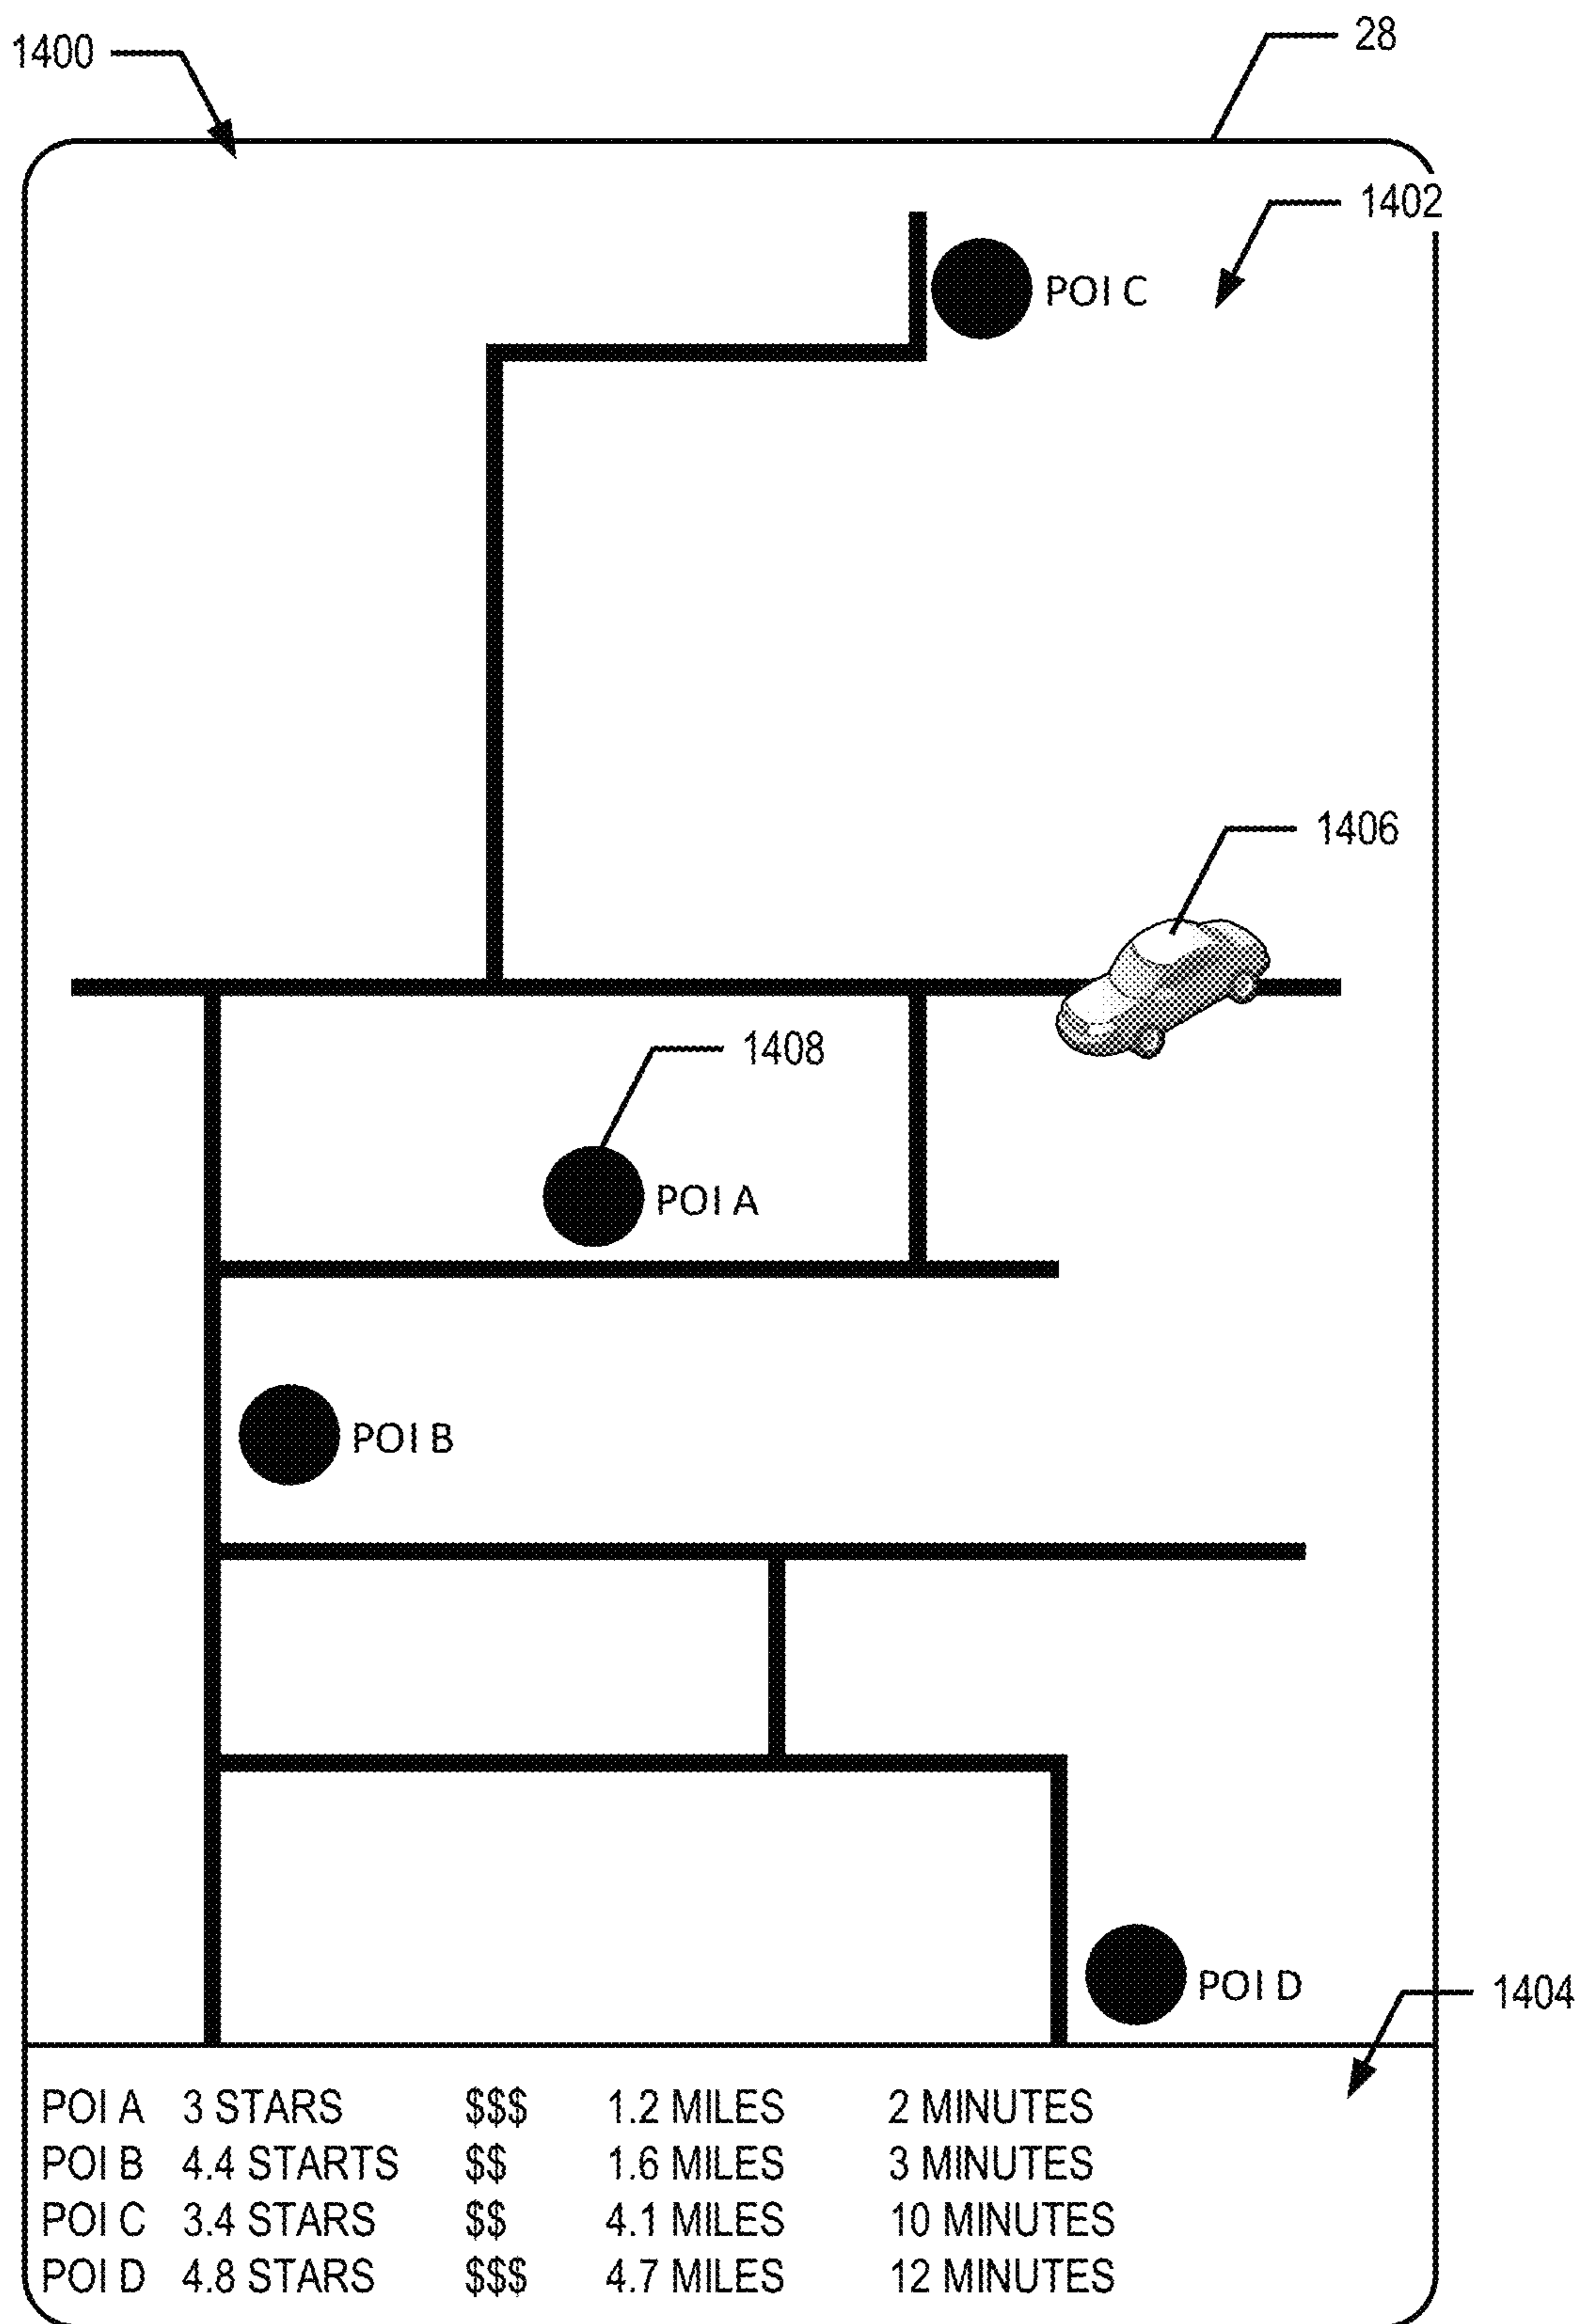 1400
28
1402
POI C
1406
1408
POI A
POI B
POI D
1404
POI A 3 STARS $$$ 1.2 MILES 2 MINUTES
POI B 4.4 STARTS $$ 1.6 MILES 3 MINUTES
POI C 3.4 STARS $$ 4.1 MILES 10 MINUTES
POI D 4.8 STARS $$$ 4.7 MILES 12 MINUTES